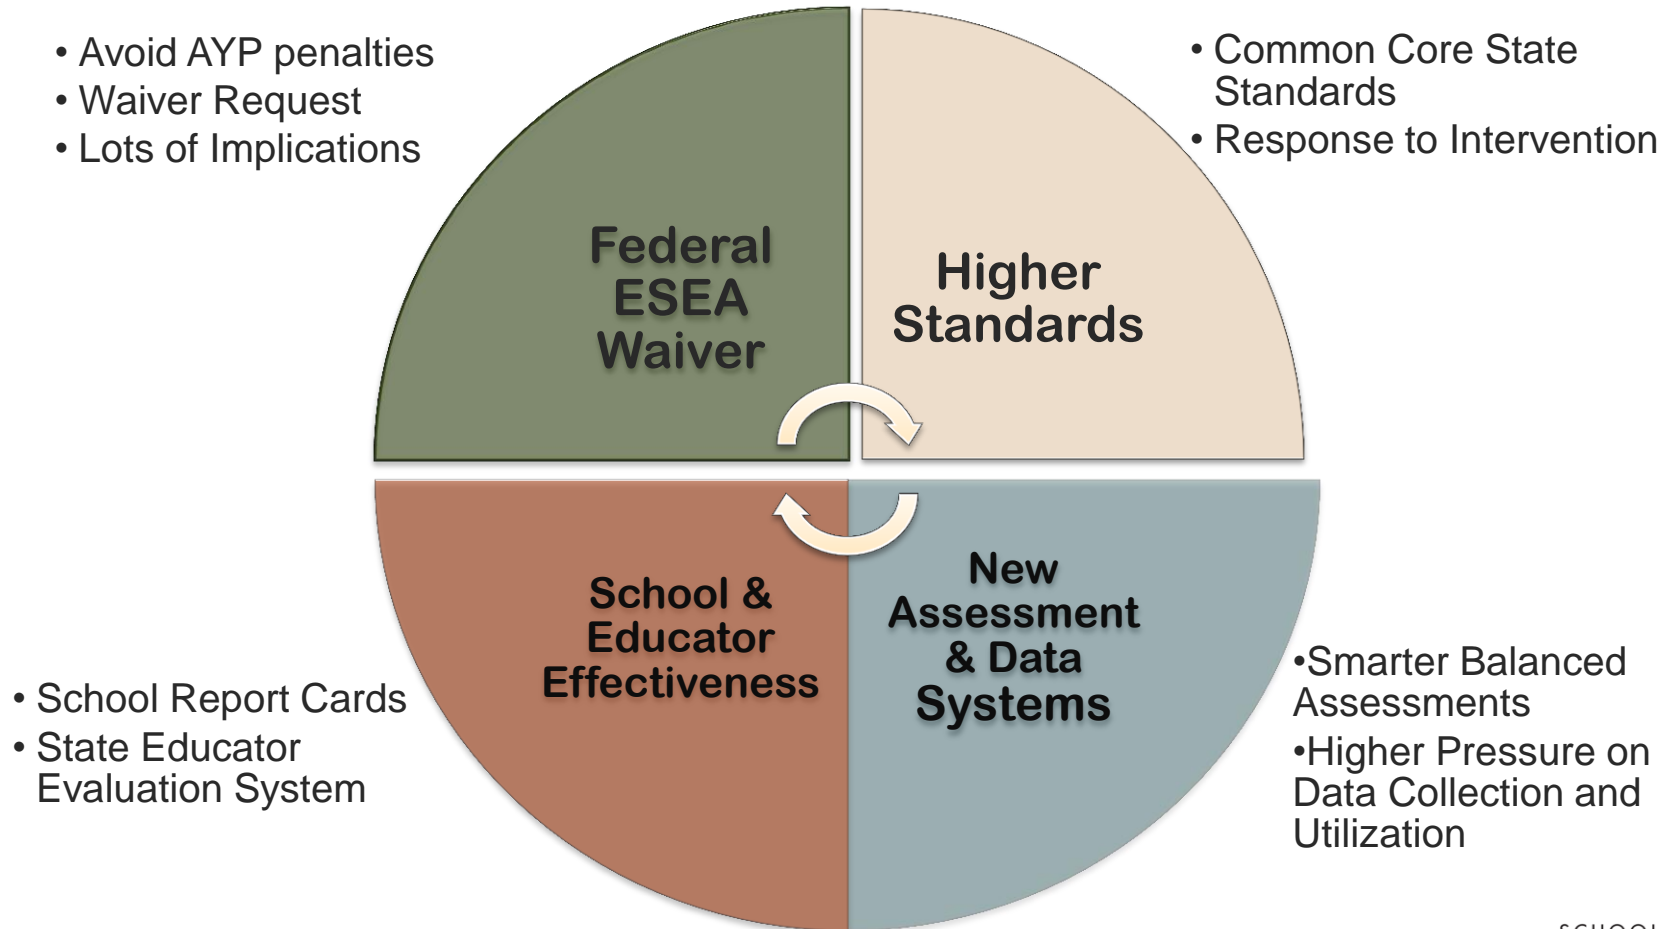 • Avoid AYP penalties
• Waiver Request
• Lots of Implications
• Common Core State
Standards
• Response to Intervention
Federal
ESEA
Waiver
Higher
Standards
School &
Educator
Effectiveness
New
Assessment
& Data
Systems
• School Report Cards
• State Educator
Evaluation System
•Smarter Balanced
Assessments
•Higher Pressure on
Data Collection and
Utilization